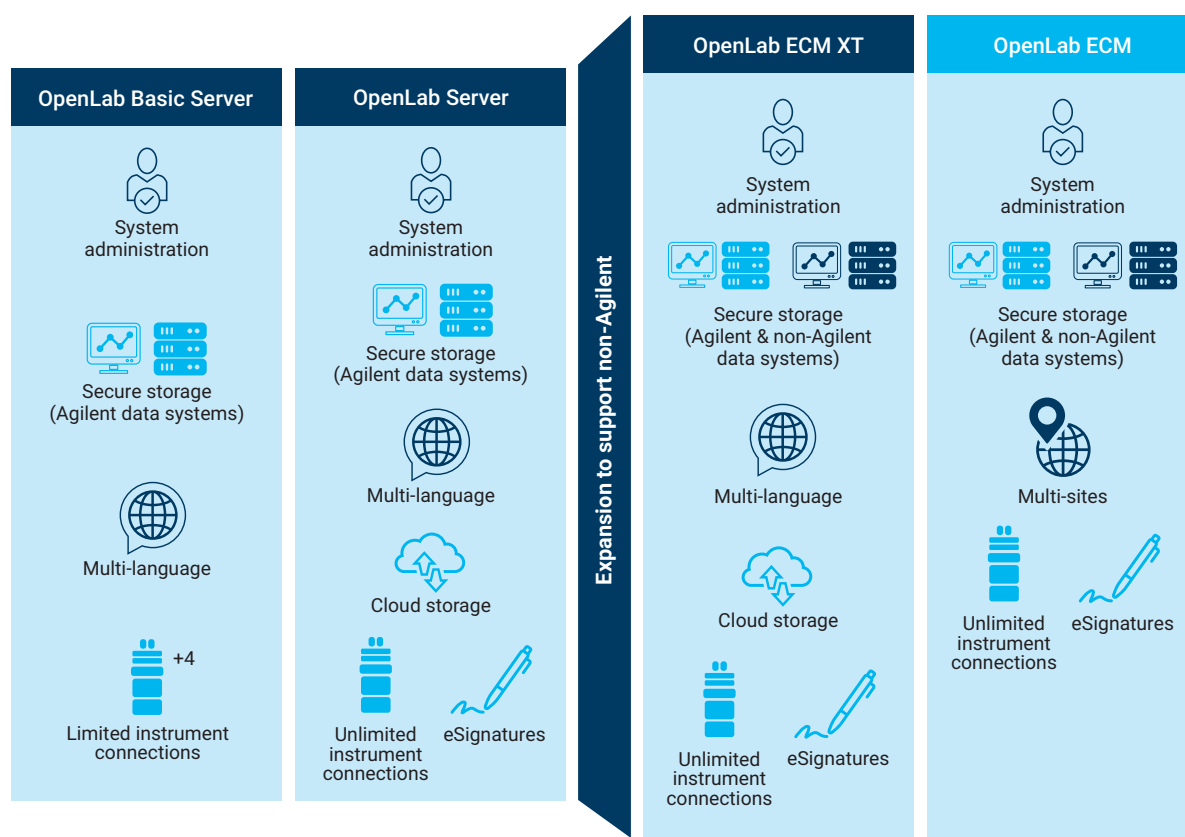 OpenLab Basic Server
System
administration
Secure storage
(Agilent data systems)
Multi-language
+4
Limited instrument
connections
OpenLab Server
System
administration
Secure storage
(Agilent data systems)
Multi-language
Cloud storage
Unlimited
instrument
connections
eSignatures
Expansion to support non-Agilent
OpenLab ECM XT
System
administration
Secure storage
(Agilent & non-Agilent
data systems)
Multi-language
Cloud storage
Unlimited
instrument
connections
eSignatures
OpenLab ECM
System
administration
Secure storage
(Agilent & non-Agilent
data systems)
Multi-sites
Unlimited
instrument
connections
eSignatures